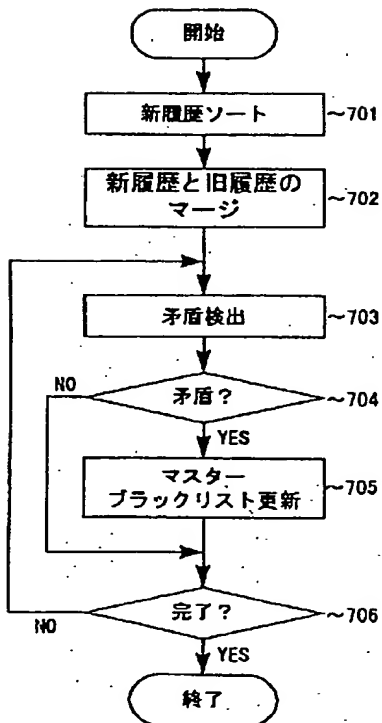 開始
新履歴ソート
~701
新履歴と旧履歴の
マージ
~702
矛盾検出
~703
NO
矛盾?
~704
YES
マスター
ブラックリスト更新
~705
完了?
~706
NO
YES
終了